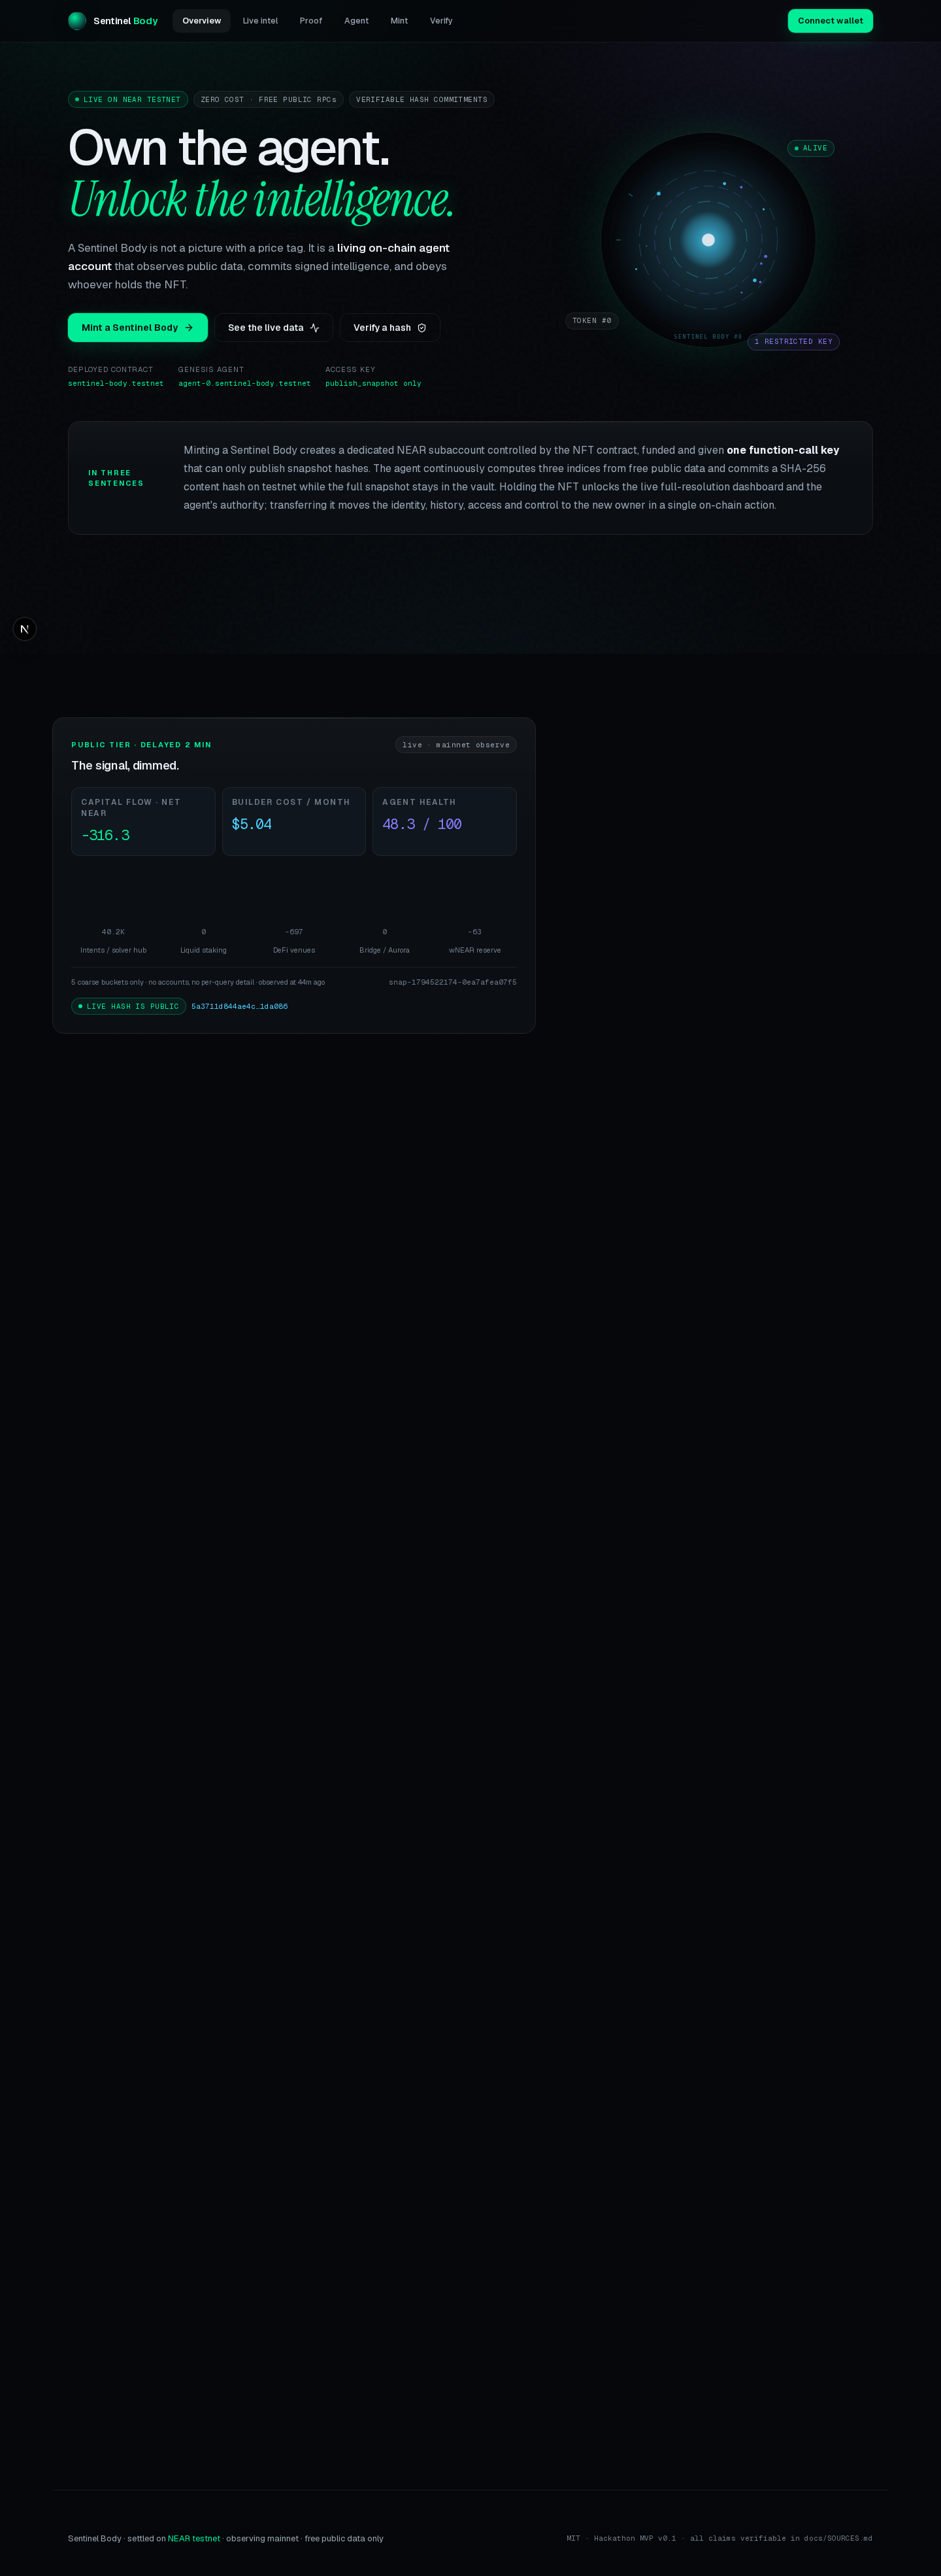 Sentinel Body
Overview
Live intel
Proof
Agent
Mint
Verify
Connect wallet
LIVE ON NEAR TESTNET
ZERO COST · FREE PUBLIC RPCs
VERIFIABLE HASH COMMITMENTS
Own the agent.
Unlock the intelligence.
A Sentinel Body is not a picture with a price tag. It is a living on-chain agent
account that observes public data, commits signed intelligence, and obeys
whoever holds the NFT.
Mint a Sentinel Body
See the live data
Verify a hash
DEPLOYED CONTRACT
sentinel-body.testnet
GENESIS AGENT
agent-0.sentinel-body.testnet
ACCESS KEY
publish_snapshot only
ALIVE
TOKEN #0
SENTINEL BODY #0
1 RESTRICTED KEY
IN THREE
SENTENCES
Minting a Sentinel Body creates a dedicated NEAR subaccount controlled by the NFT contract, funded and given one function-call key
that can only publish snapshot hashes. The agent continuously computes three indices from free public data and commits a SHA-256
content hash on testnet while the full snapshot stays in the vault. Holding the NFT unlocks the live full-resolution dashboard and the
agent's authority; transferring it moves the identity, history, access and control to the new owner in a single on-chain action.
N
PUBLIC TIER · DELAYED 2 MIN
live · mainnet observe
The signal, dimmed.
CAPITAL FLOW · NET
NEAR
-316.3
BUILDER COST / MONTH
$5.04
AGENT HEALTH
48.3 / 100
40.2K
0
-697
0
-63
Intents / solver hub
Liquid staking
DeFi venues
Bridge / Aurora
wNEAR reserve
5 coarse buckets only · no accounts, no per-query detail · observed at 44m ago
snap-1794522174-0ea7afea07f5
LIVE HASH IS PUBLIC
5a3711d844ae4c…1da086
Sentinel Body · settled on NEAR testnet · observing mainnet · free public data only
MIT · Hackathon MVP v0.1 · all claims verifiable in docs/SOURCES.md